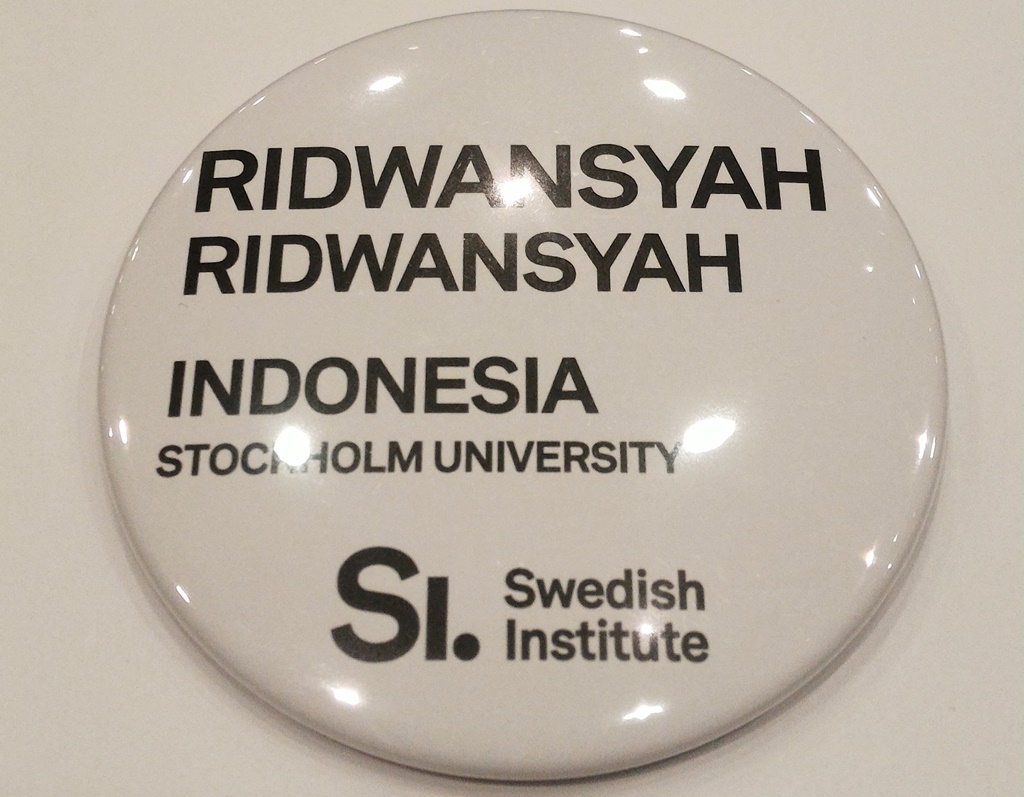 RIDWANSYAH
RIDWANSYAH
INDONESIA
STOCKHOLM UNIVERSITY
SI. Swedish
Institute